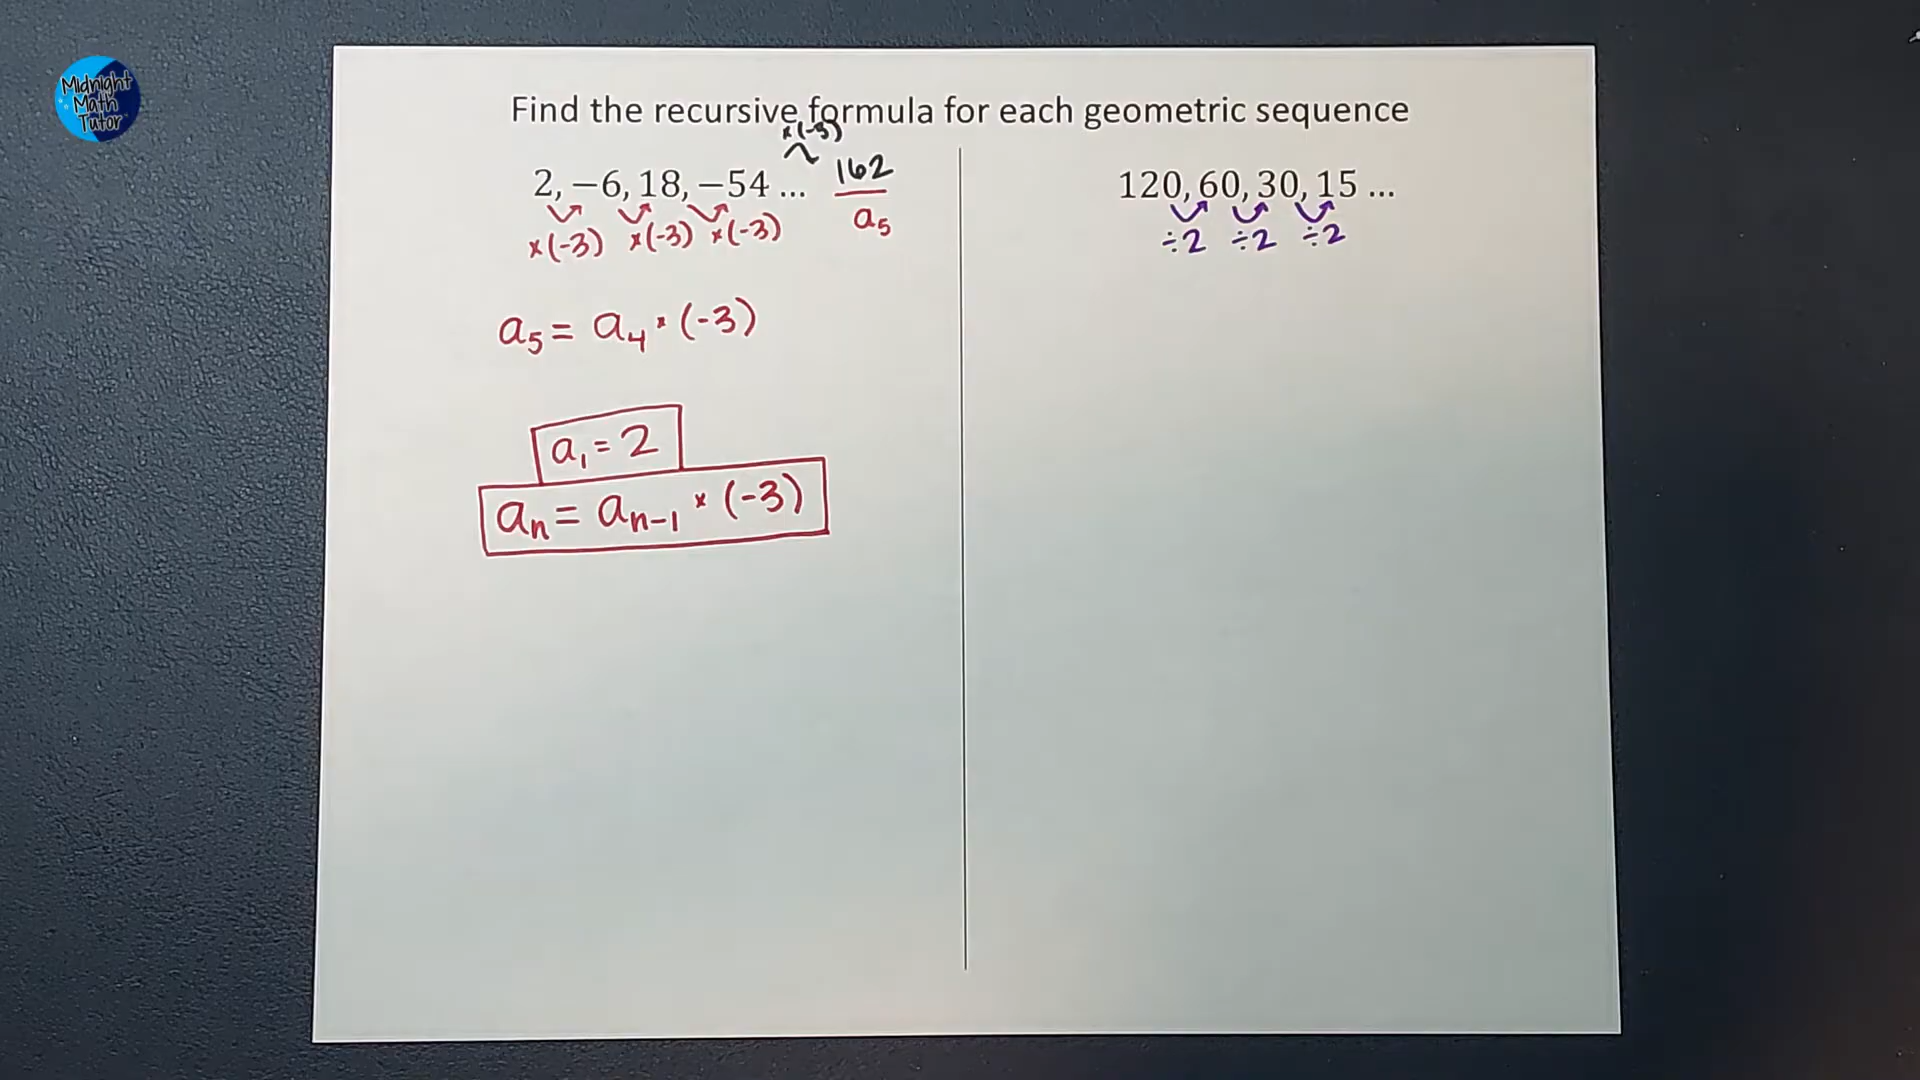 Midnight
Math
Tutor
Find the recursive formula for each geometric sequence
×(-3)
2, −6, 18, −54 ... 162
×(-3) ×(-3) ×(-3) a₅
a₅ = a₄ · (-3)
a₁ = 2
aₙ = aₙ₋₁ · (-3)
120, 60, 30, 15 ...
÷2 ÷2 ÷2